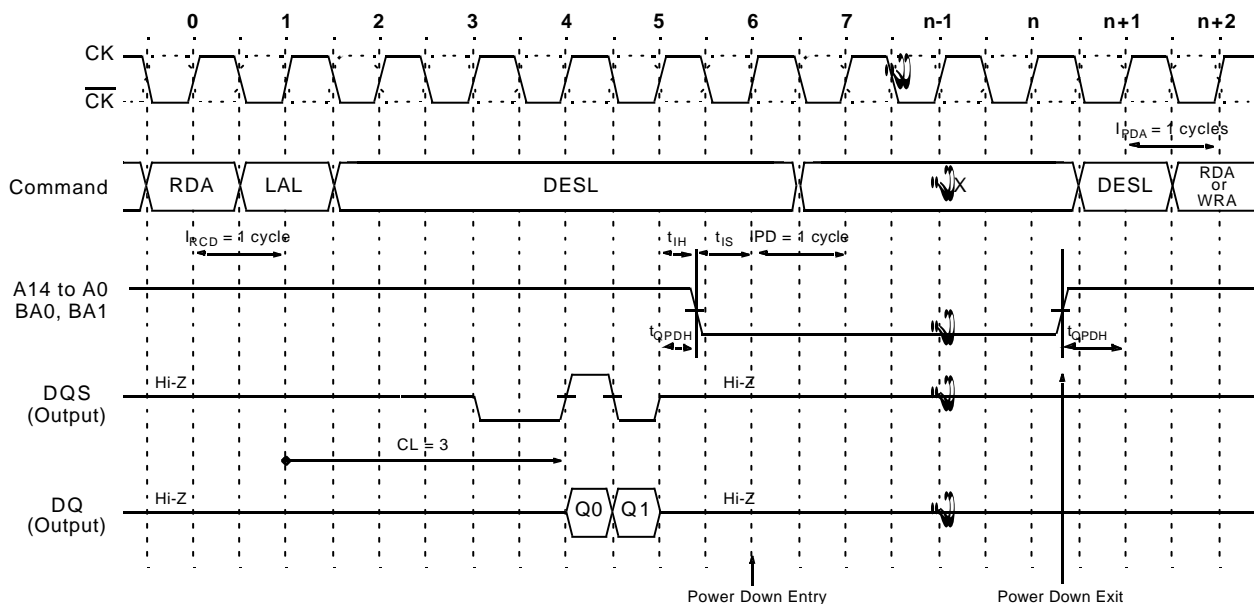 0 1 2 3 4 5 6 7 n-1 n n+1 n+2
CK
CK
IPDA = 1 cycles
Command RDA LAL DESL X DESL RDA or WRA
IRCD = 1 cycle tIH tIS IPD = 1 cycle
A14 to A0
BA0, BA1
tQPDH tQPDH
Hi-Z Hi-Z
DQS
(Output)
CL = 3
Hi-Z Q0 Q1 Hi-Z
DQ
(Output)
Power Down Entry Power Down Exit